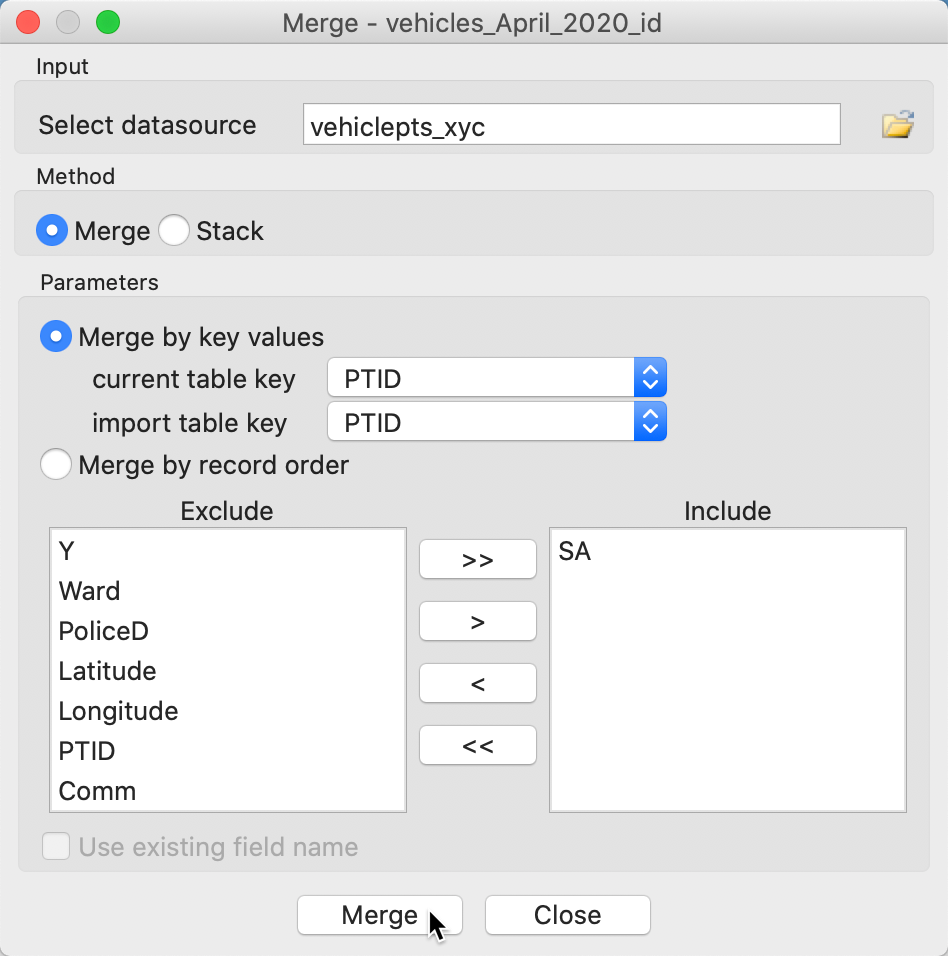 Merge - vehicles_April_2020_id
Input
Select datasource vehiclepts_xyc
Method
Merge Stack
Parameters
Merge by key values
current table key PTID
import table key PTID
Merge by record order
Exclude Include
Y >> SA
Ward
PoliceD >
Latitude <
Longitude
PTID <<
Comm
Use existing field name
Merge Close